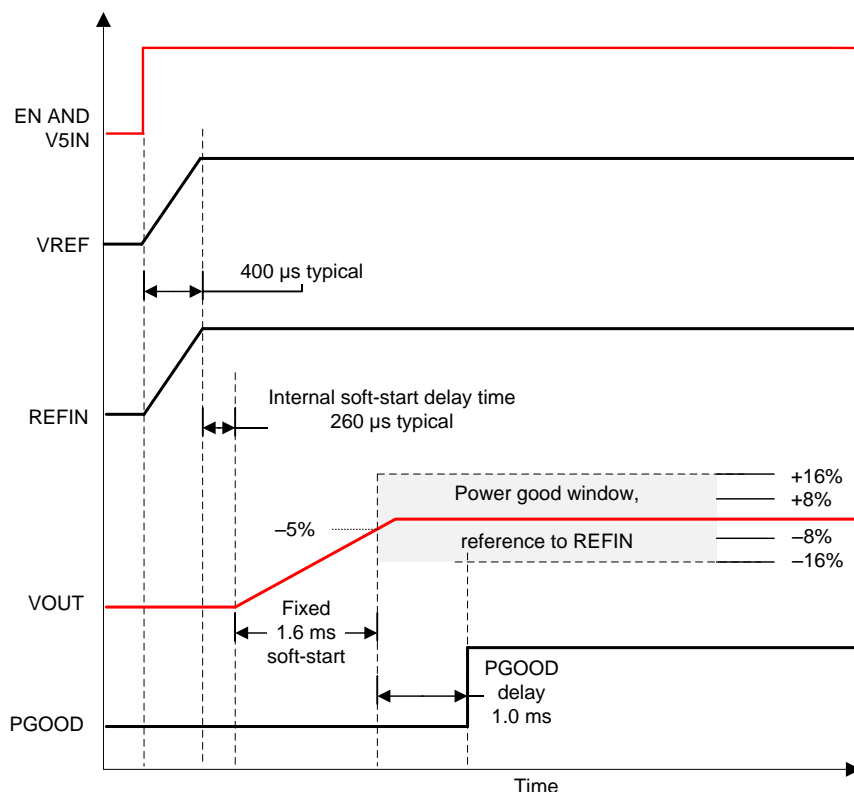 EN AND
V5IN
VREF
400 µs typical
REFIN
Internal soft-start delay time
260 µs typical
+16%
Power good window,
+8%
–5%
reference to REFIN
–8%
–16%
VOUT
Fixed
1.6 ms
soft-start
PGOOD
delay
1.0 ms
PGOOD
Time